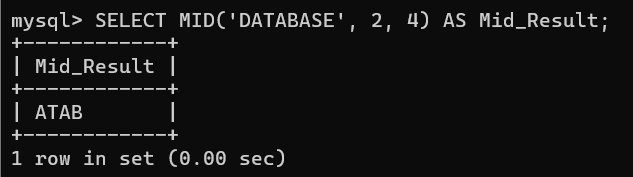 mysql> SELECT MID('DATABASE', 2, 4) AS Mid_Result;
+------------+
| Mid_Result |
+------------+
| ATAB       |
+------------+
1 row in set (0.00 sec)